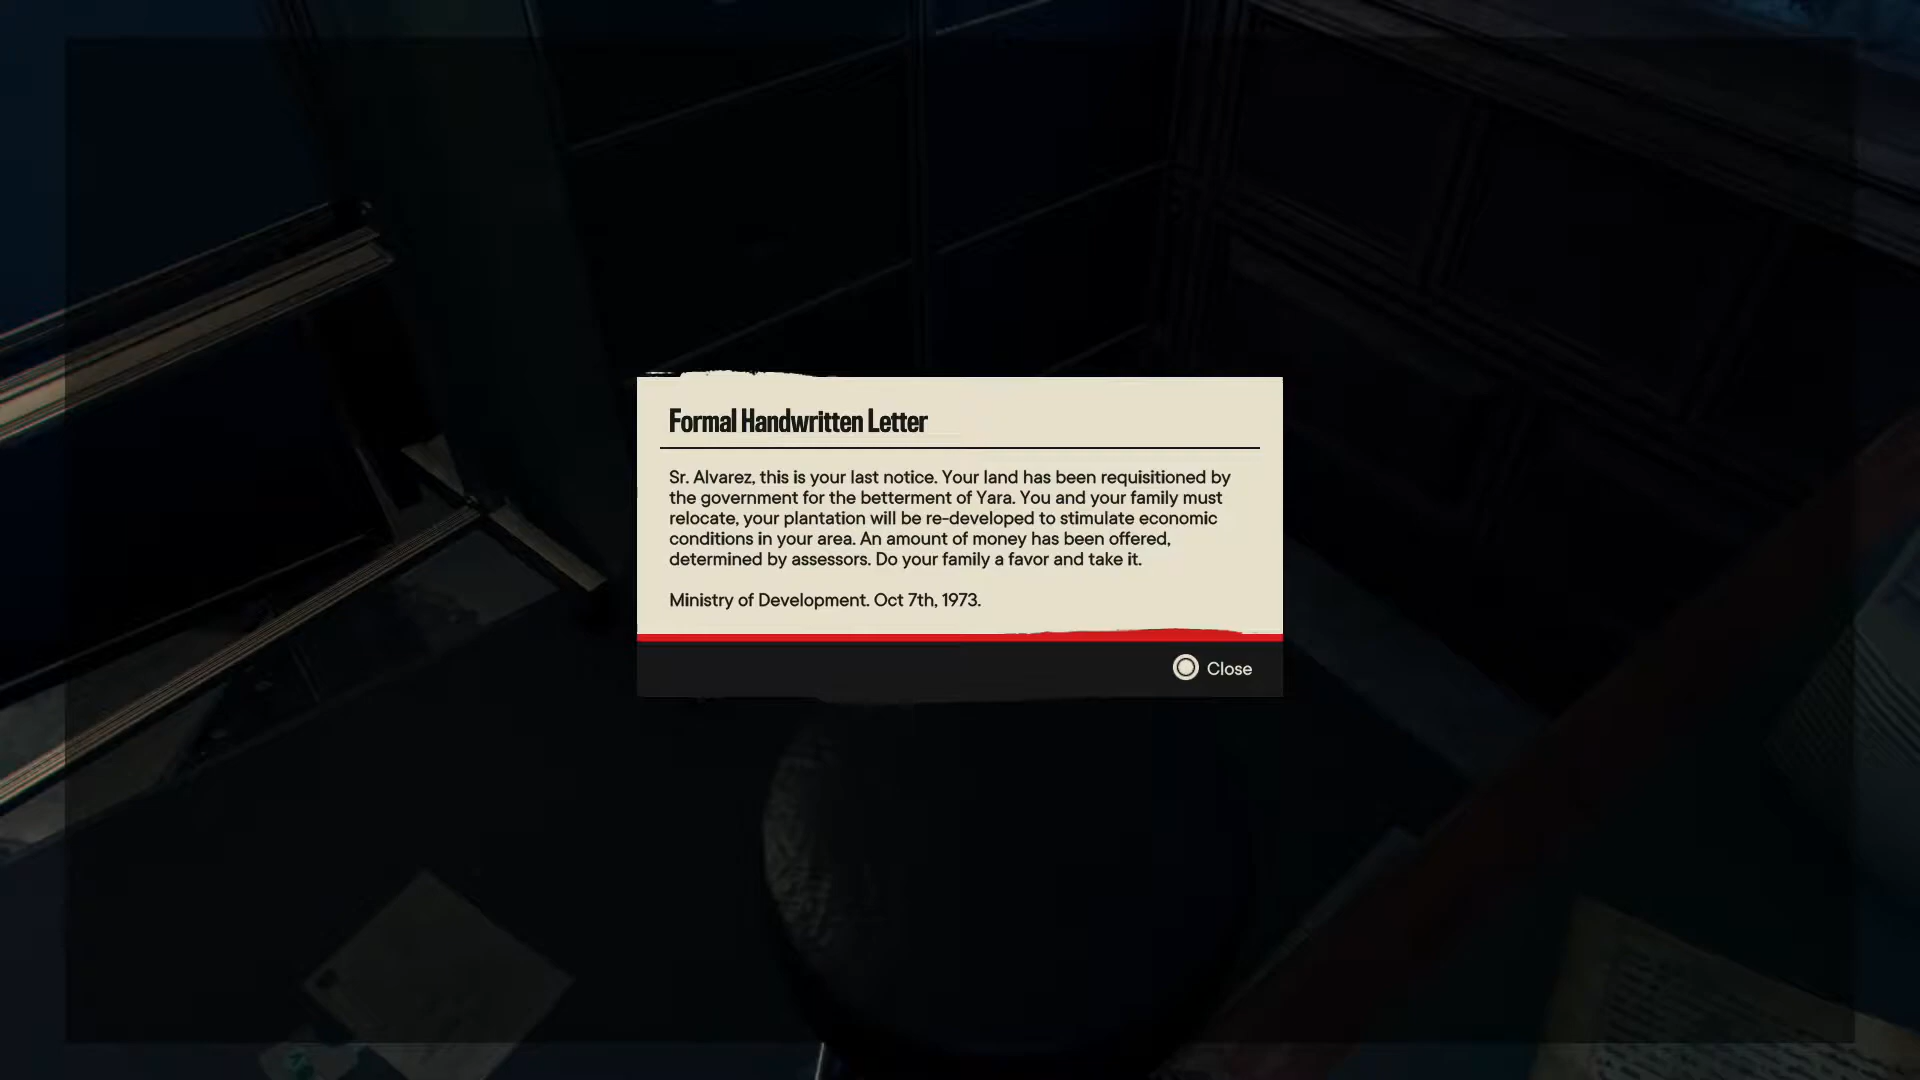 Formal Handwritten Letter
Sr. Alvarez, this is your last notice. Your land has been requisitioned by
the government for the betterment of Yara. You and your family must
relocate, your plantation will be re-developed to stimulate economic
conditions in your area. An amount of money has been offered,
determined by assessors. Do your family a favor and take it.
Ministry of Development. Oct 7th, 1973.
Close